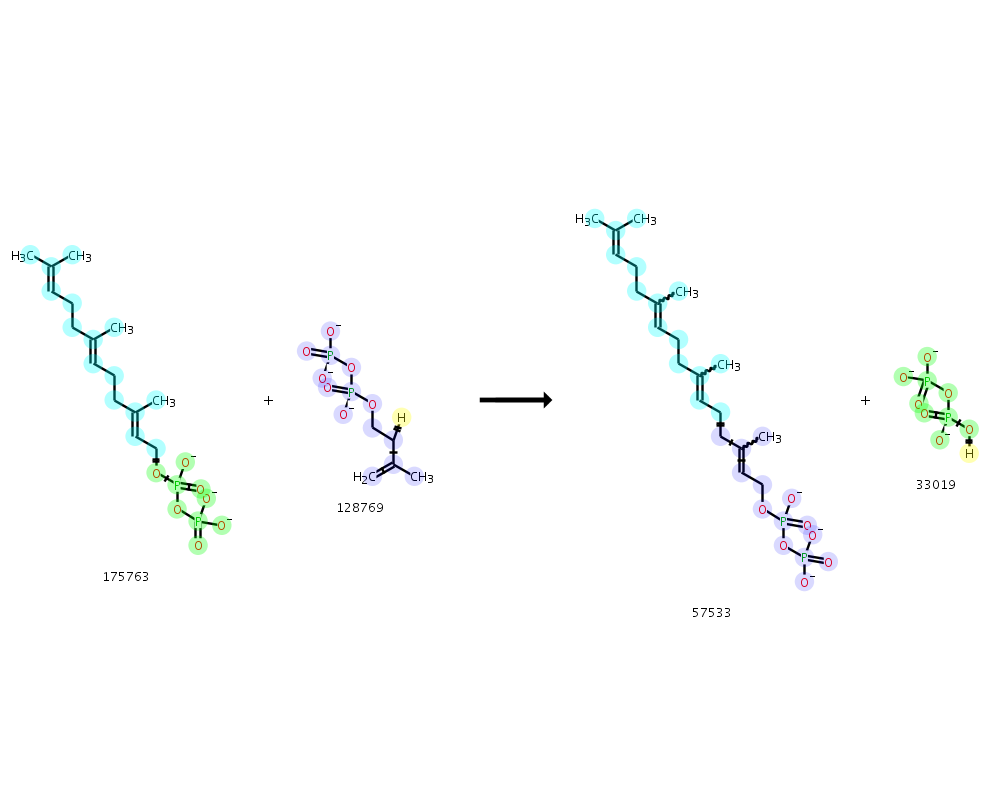 H₃C CH₃
CH₃
CH₃
O O⁻ P O O⁻
O P O⁻
O
175763
+
O⁻
O P O
O⁻ O P O
O⁻ H
H₂C CH₃
128769
H₃C CH₃
CH₃
CH₃
CH₃
O O⁻
P O O⁻
O P O
O⁻
57533
+
O⁻
O⁻ P O
O O P O
O⁻ H
33019